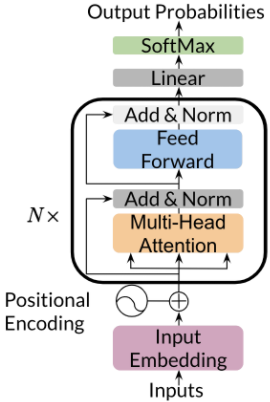 Output Probabilities
SoftMax
Linear
Add & Norm
Feed
Forward
Add & Norm
N×
Multi-Head
Attention
Positional
Encoding
Input
Embedding
Inputs